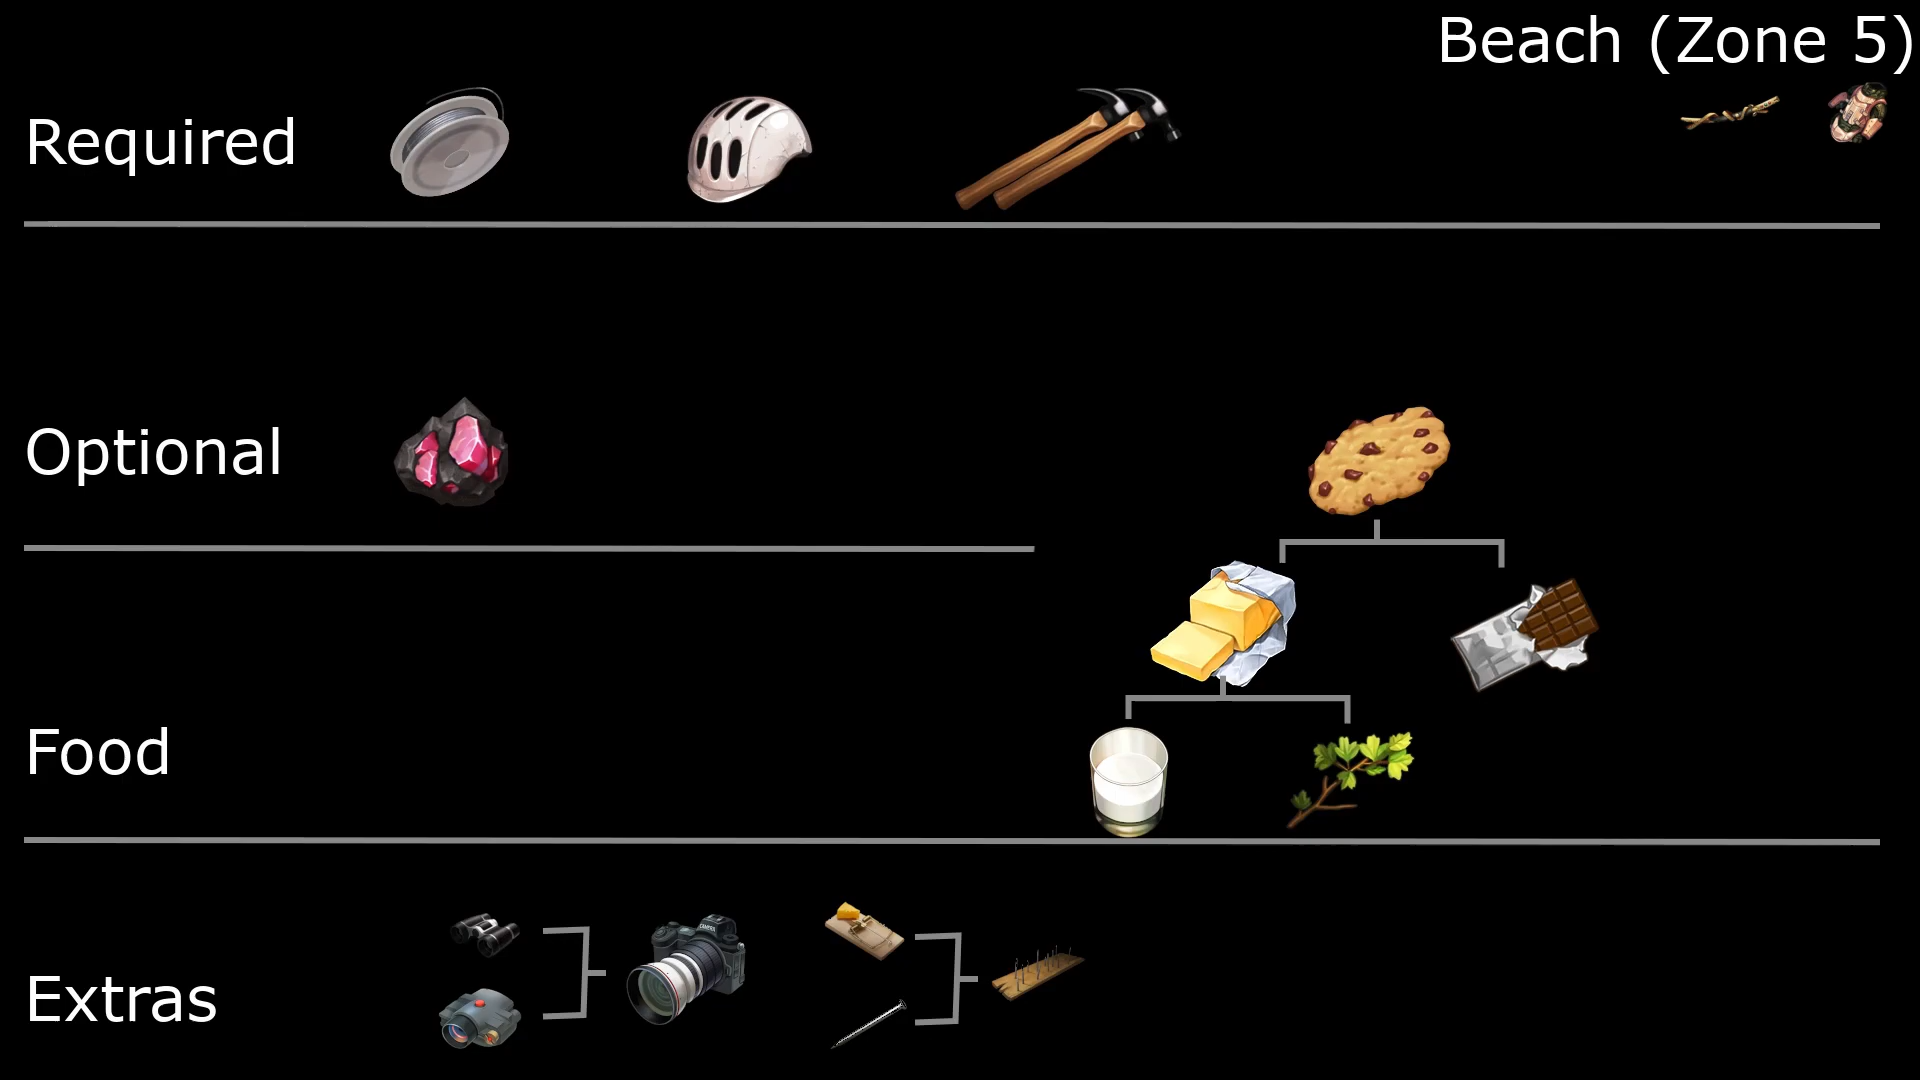 Beach (Zone 5)
Required
Optional
Food
Extras